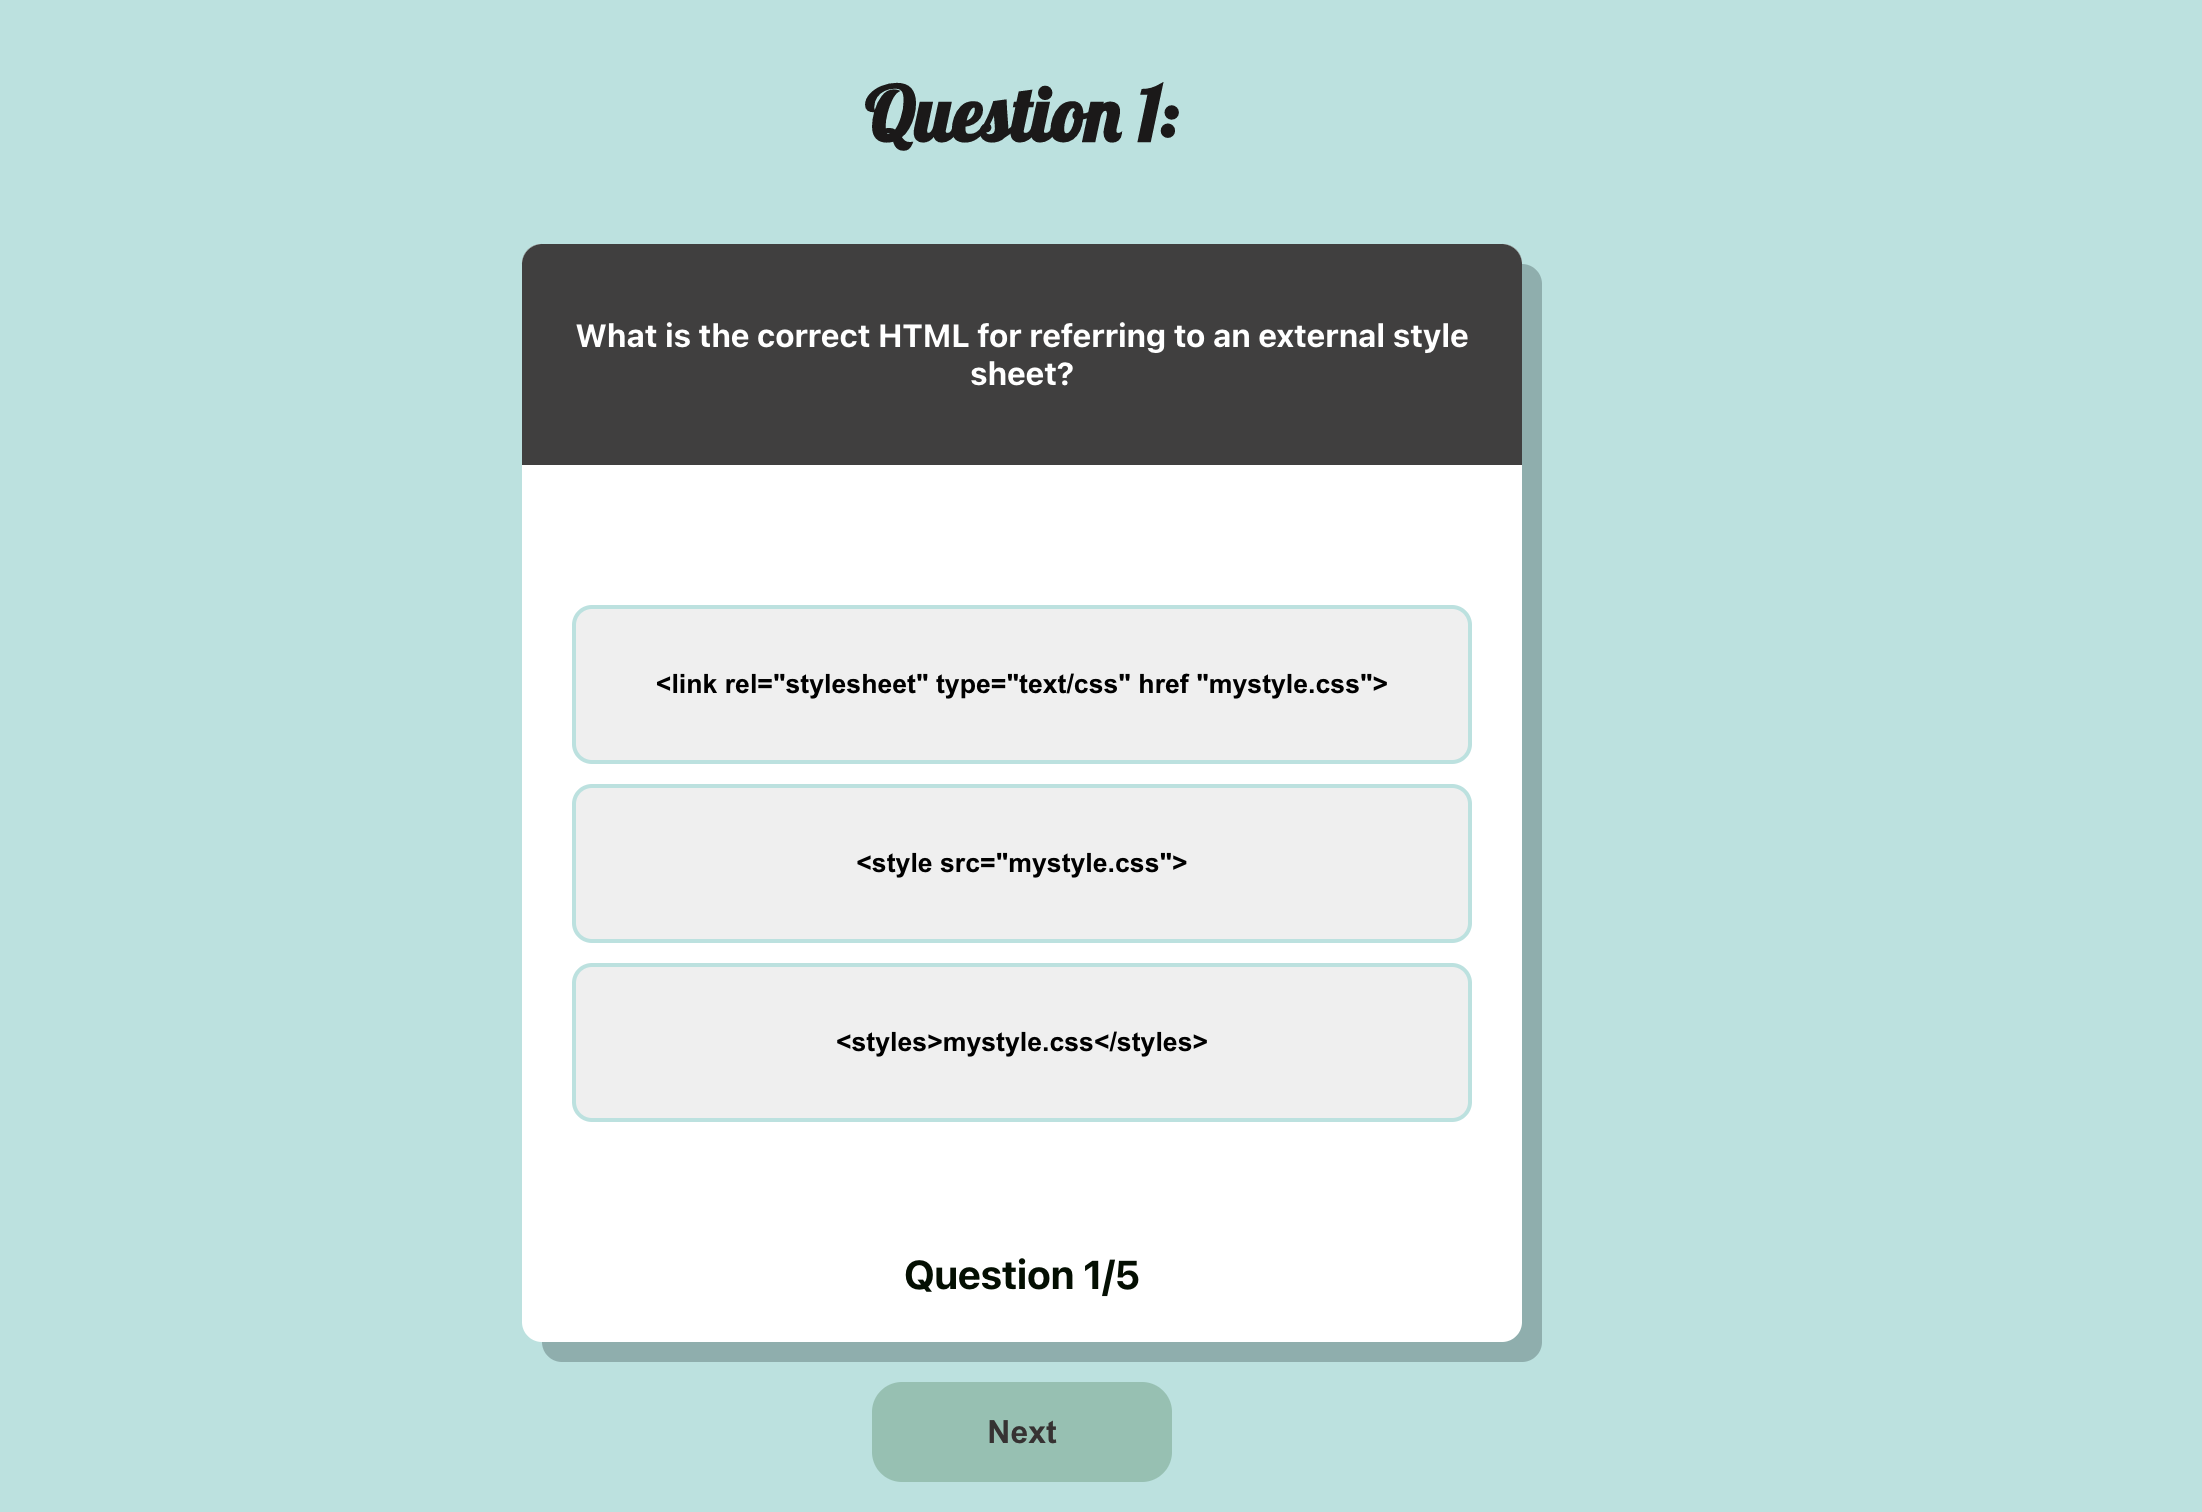 Question 1:
What is the correct HTML for referring to an external style
sheet?
<link rel="stylesheet" type="text/css" href "mystyle.css">
<style src="mystyle.css">
<styles>mystyle.css</styles>
Question 1/5
Next